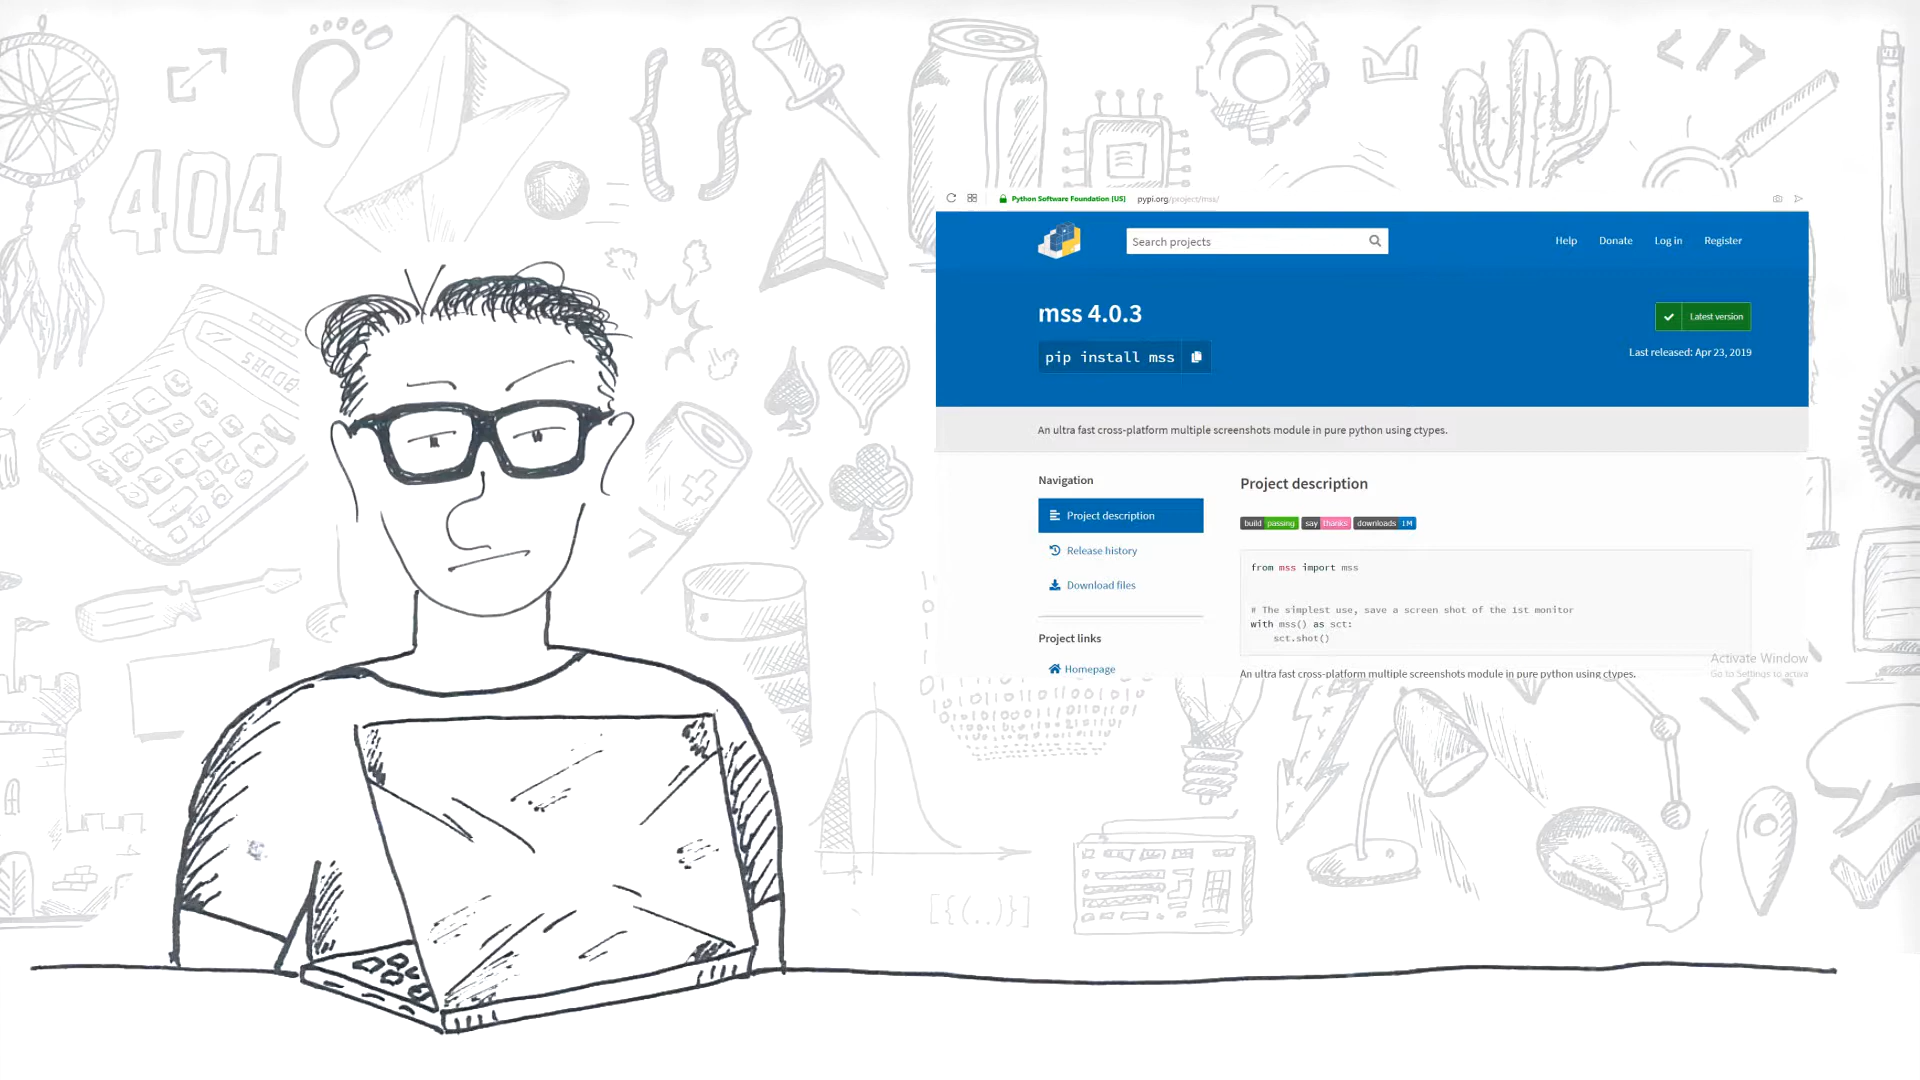 404
Python Software Foundation [US] pypi.org/project/mss/
Search projects
Help Donate Log in Register
mss 4.0.3
Latest version
pip install mss
Last released: Apr 23, 2019
An ultra fast cross-platform multiple screenshots module in pure python using ctypes.
Navigation
Project description
Release history
Download files
Project links
Homepage
Project description
build passing say thanks downloads 1M
from mss import mss
# The simplest use, save a screen shot of the 1st monitor
with mss() as sct:
sct.shot()
An ultra fast cross-platform multiple screenshots module in pure python using ctypes.
Activate Window
Go to Settings to activa
[{(..)}]